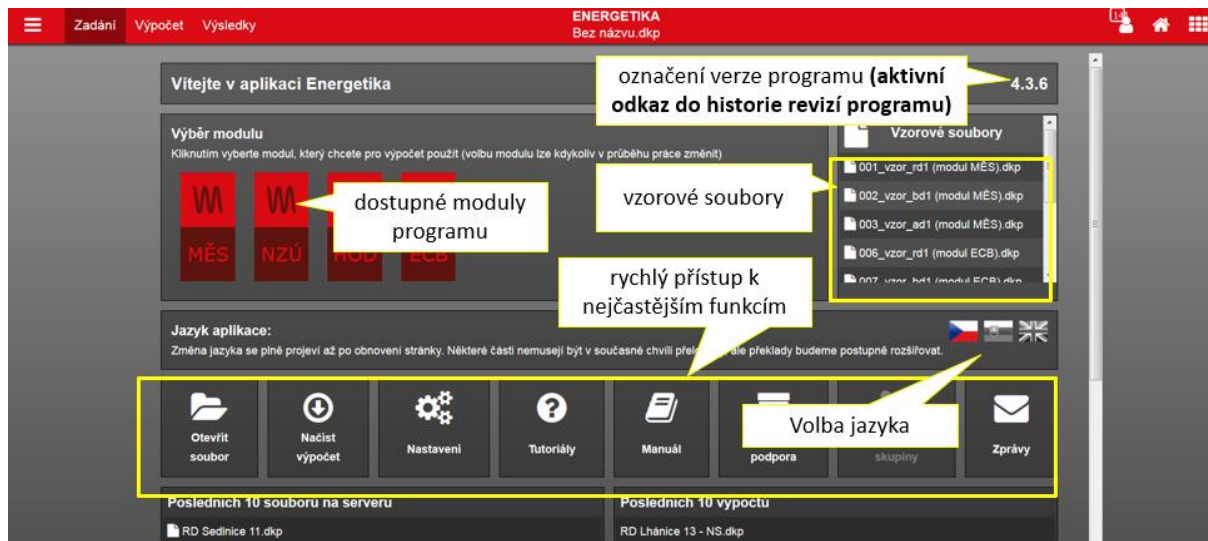 Zadání Výpočet Výsledky
ENERGETIKA
Bez názvu.dkp
Vítejte v aplikaci Energetika
4.3.6
označení verze programu (aktivní
odkaz do historie revizí programu)
Výběr modulu
Kliknutím vyberte modul, který chcete pro výpočet použít (volbu modulu lze kdykoliv v průběhu práce změnit)
MĚS NZÚ HOD ECB
dostupné moduly
programu
Vzorové soubory
001_vzor_rd1 (modul MĚS).dkp
002_vzor_bd1 (modul MĚS).dkp
003_vzor_ad1 (modul MĚS).dkp
006_vzor_rd1 (modul ECB).dkp
007_vzor_bd1 (modul ECB).dkp
vzorové soubory
rychlý přístup k
nejčastějším funkcím
Jazyk aplikace:
Změna jazyka se plně projeví až po obnovení stránky. Některé části nemusejí být v současné chvíli ale překlady budeme postupně rozšiřovat.
Volba jazyka
Otevřít
soubor
Načíst
výpočet
Nastavení
Tutoriály
Manuál
podpora
skupiny
Zprávy
Posledních 10 souborů na serveru
RD Sedlnice 11.dkp
Posledních 10 výpočtů
RD Lhánice 13 - NS.dkp